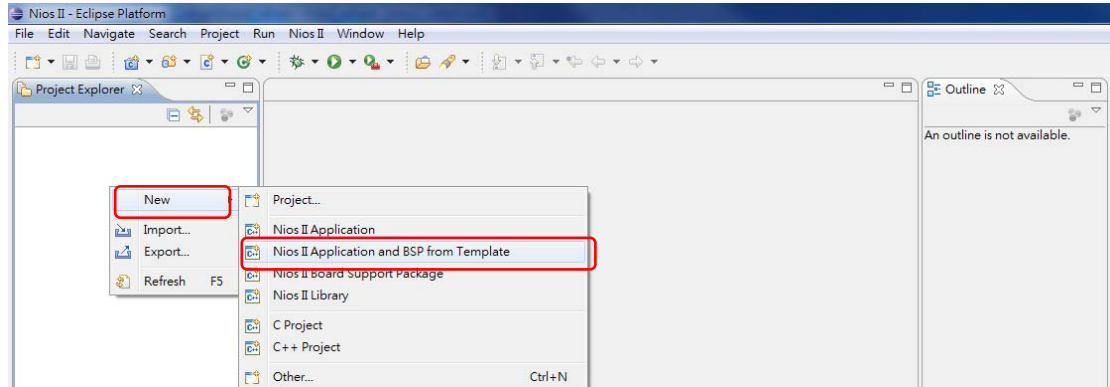 Nios II - Eclipse Platform
File Edit Navigate Search Project Run Nios II Window Help
Project Explorer
Outline
An outline is not available.
New
Project...
Import...
Nios II Application
Export...
Nios II Application and BSP from Template
Refresh F5
Nios II Board Support Package
Nios II Library
C Project
C++ Project
Other... Ctrl+N